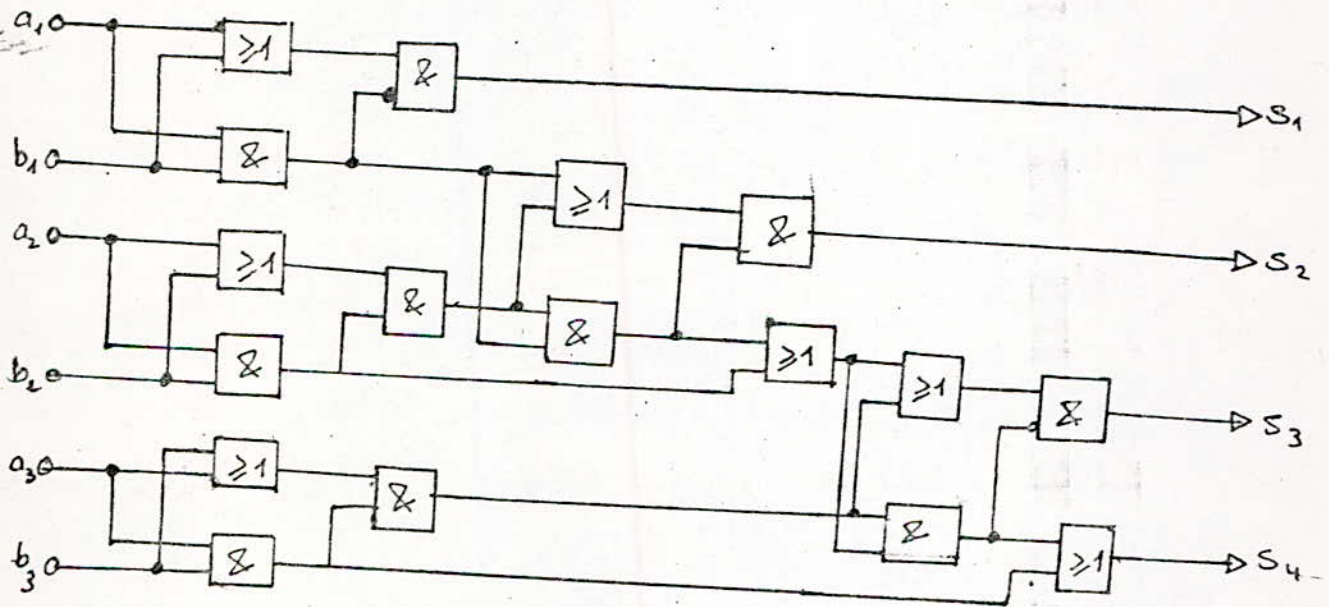 a₁ ≥1 & S₁
b₁ & ≥1 & S₂
a₂ ≥1 & & ≥1 ≥1 & S₃
b₂ &
a₃ ≥1 & & ≥1 S₄
b₃ &